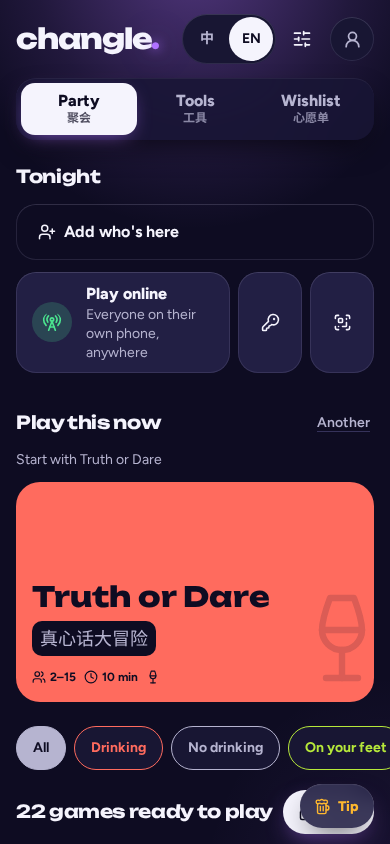 changle.
中 EN
Party Tools Wishlist
聚会 工具 心愿单
Tonight
Add who's here
Play online
Everyone on their
own phone,
anywhere
Play this now Another
Start with Truth or Dare
Truth or Dare
真心话大冒险
2–15 10 min
All Drinking No drinking On your feet
22 games ready to play
Tip